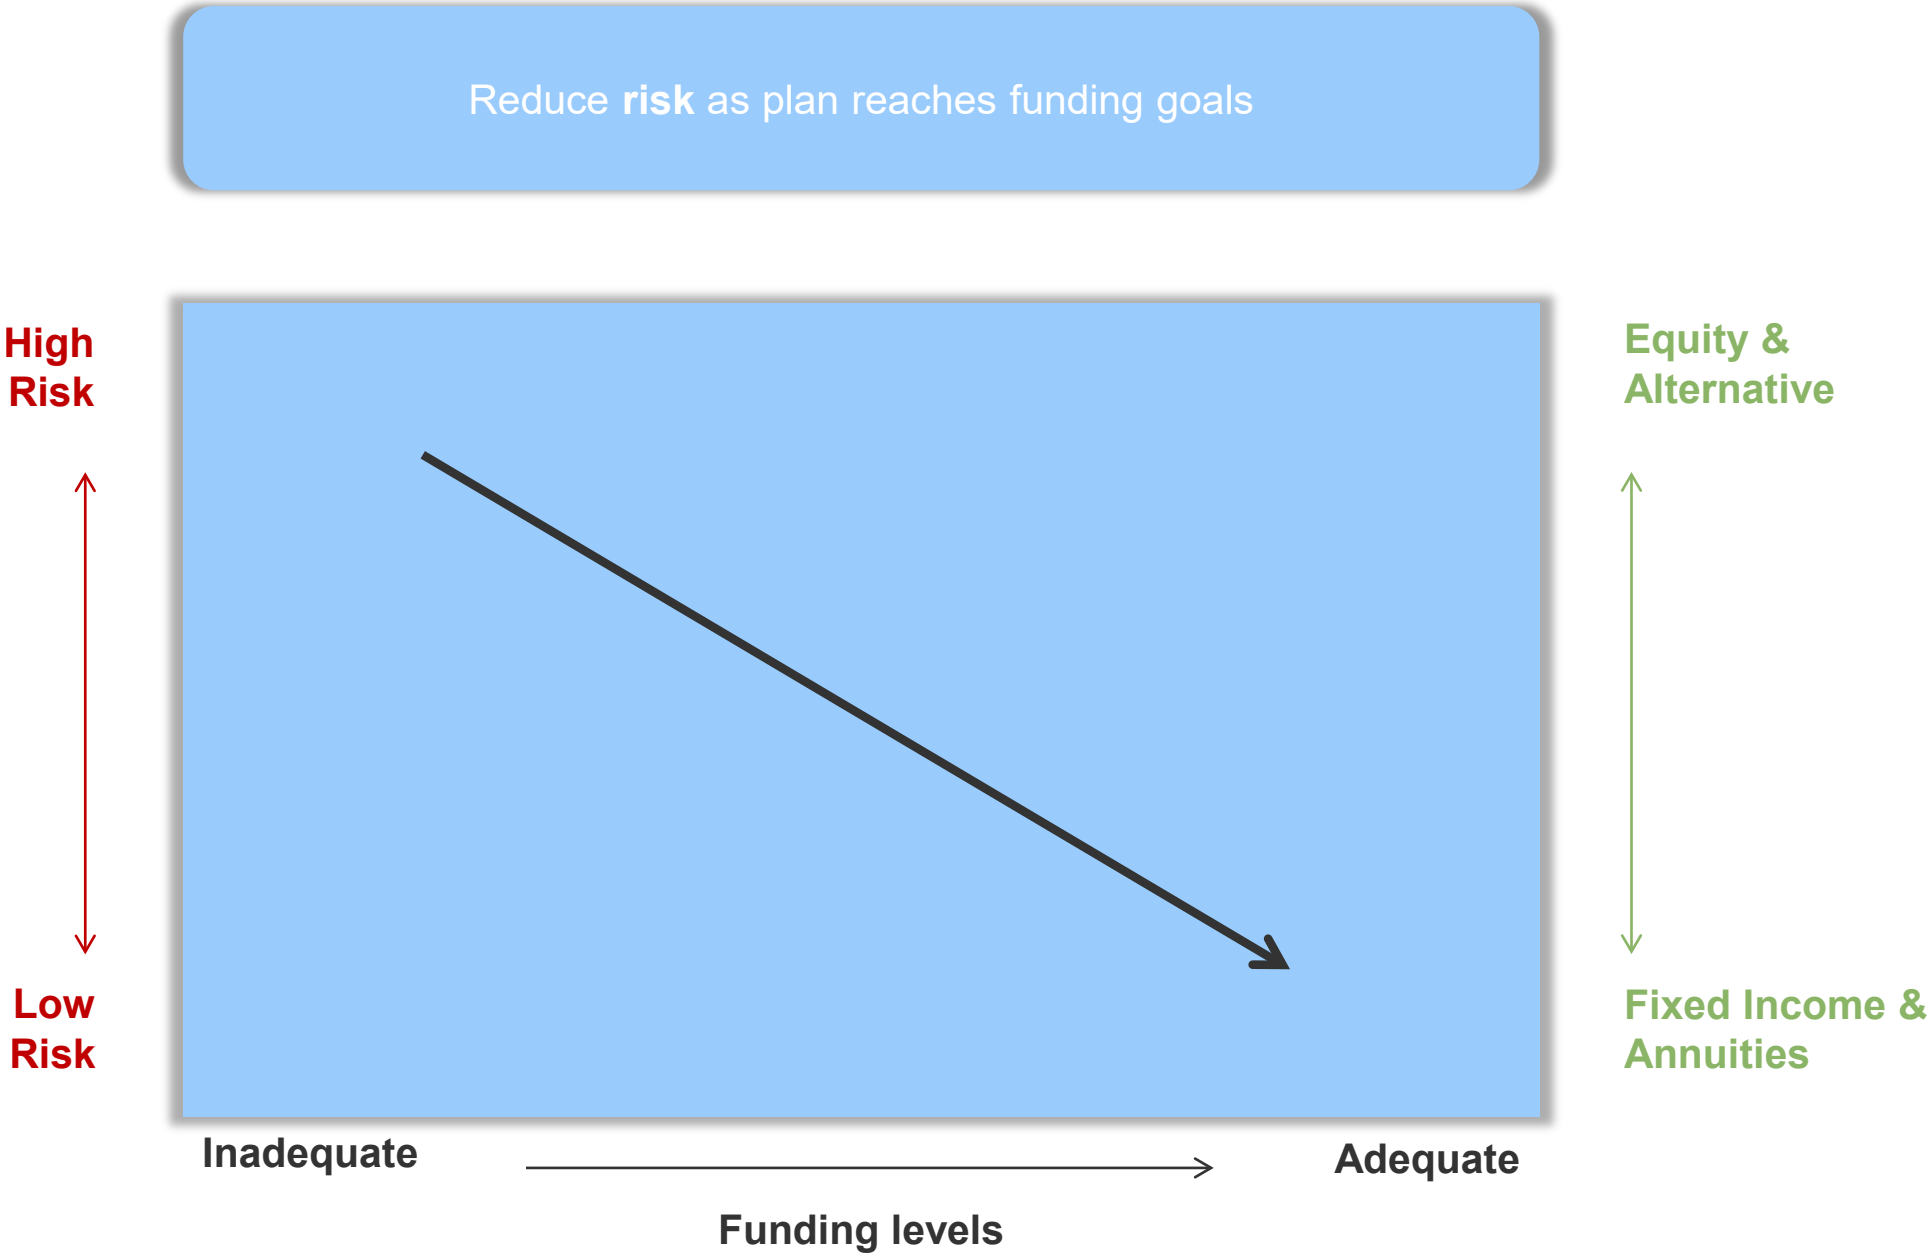 Reduce risk as plan reaches funding goals
High
Risk
Equity &
Alternative
Low
Risk
Fixed Income &
Annuities
Inadequate
Adequate
Funding levels